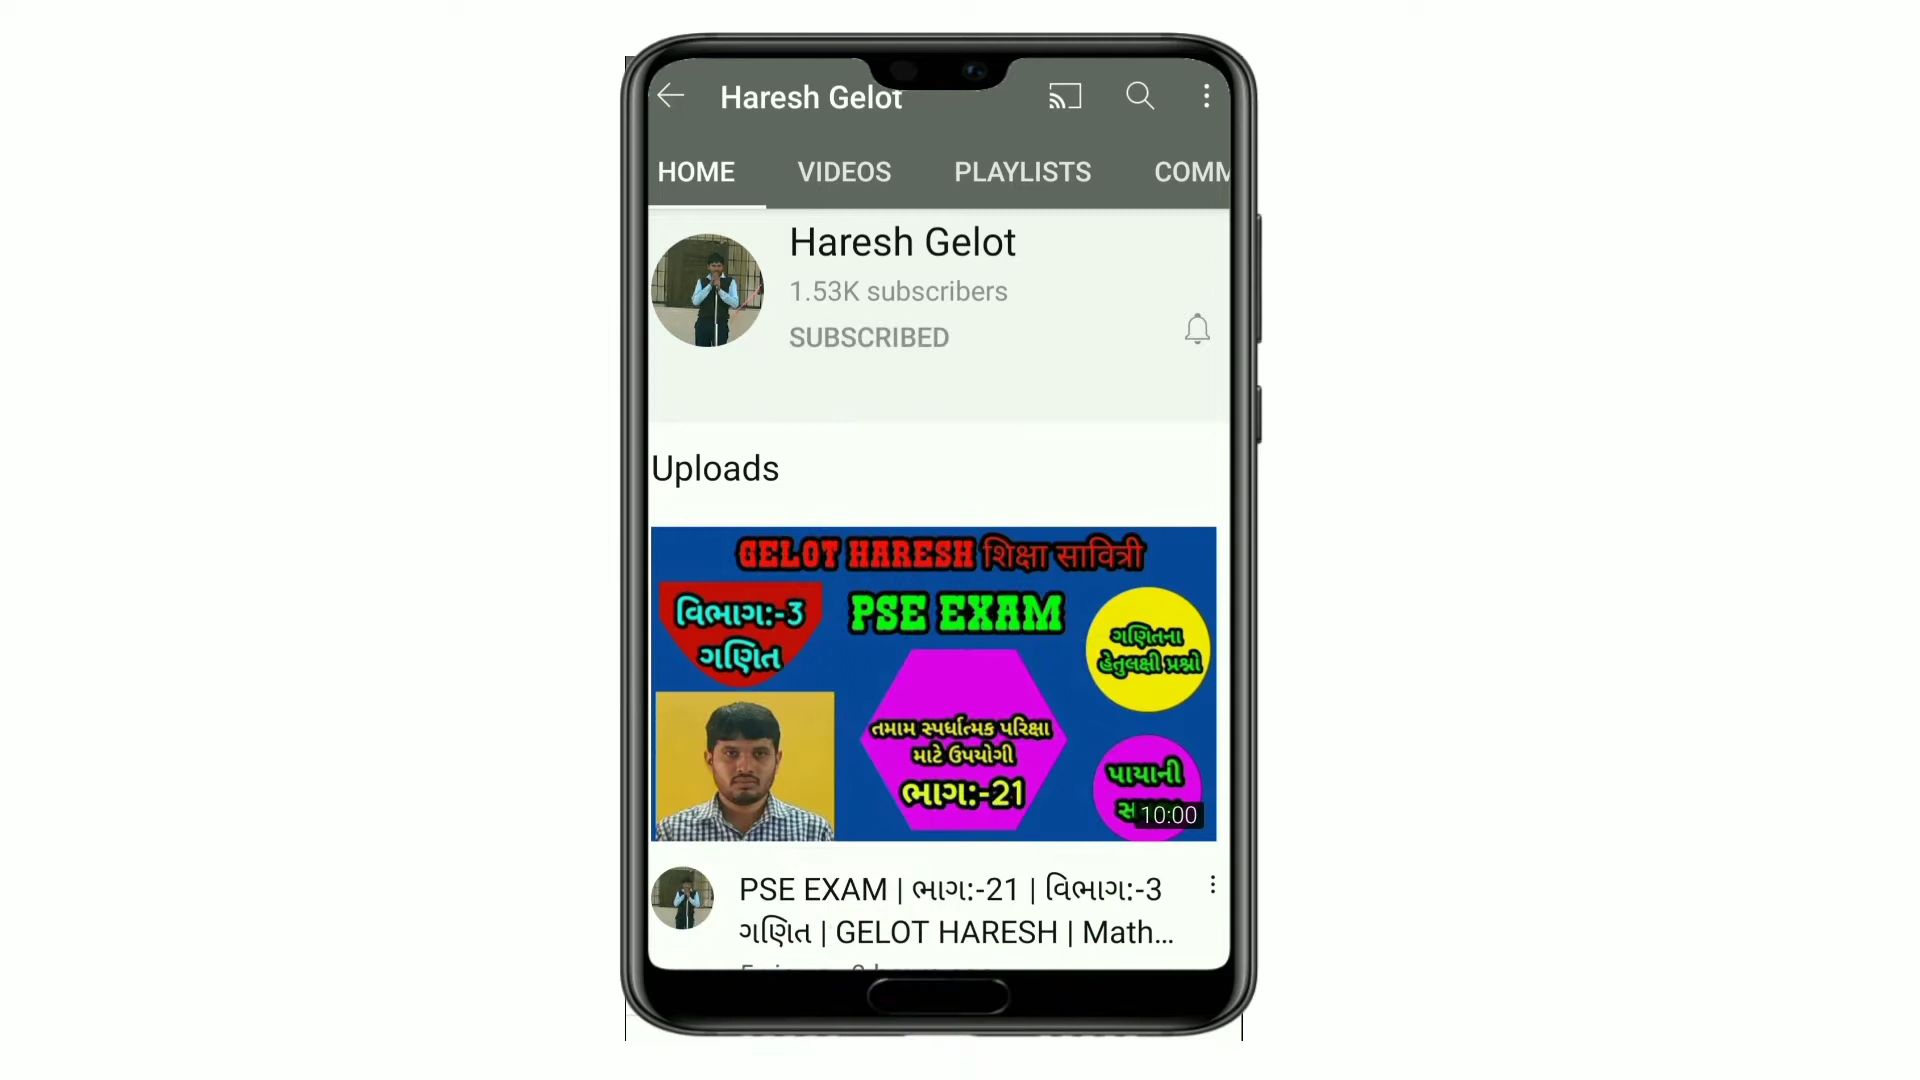 Haresh Gelot
HOME VIDEOS PLAYLISTS COMM
Haresh Gelot
1.53K subscribers
SUBSCRIBED
Uploads
GELOT HARESH शिक्षा सावित्री
વિભાગ:-3
ગણિત
PSE EXAM
ગણિતના
હેતુલક્ષી પ્રશ્નો
તમામ સ્પર્ધાત્મક પરિક્ષા
માટે ઉપયોગી
ભાગ:-21
પાયાની
10:00
PSE EXAM | ભાગ:-21 | વિભાગ:-3
ગણિત | GELOT HARESH | Math...